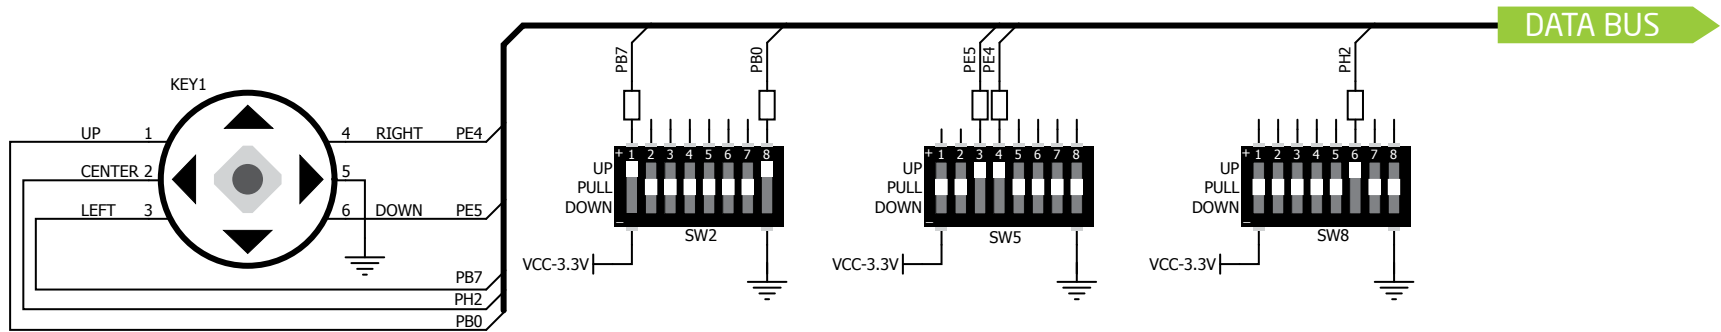 DATA BUS
KEY1
UP 1
4 RIGHT PE4
CENTER 2
5
LEFT 3
6 DOWN PE5
PB7
PH2
PB0
PB7
PB0
+ 1 2 3 4 5 6 7 8
UP
PULL
DOWN
–
SW2
VCC-3.3V
PE5
PE4
+ 1 2 3 4 5 6 7 8
UP
PULL
DOWN
–
SW5
VCC-3.3V
PH2
+ 1 2 3 4 5 6 7 8
UP
PULL
DOWN
–
SW8
VCC-3.3V